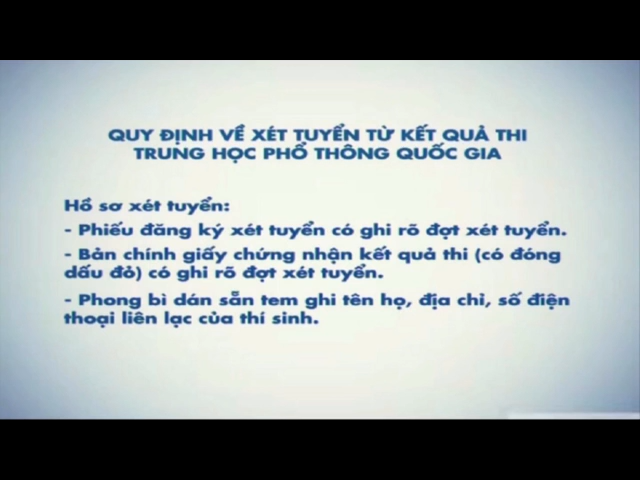 QUY ĐỊNH VỀ XÉT TUYỂN TỪ KẾT QUẢ THI
TRUNG HỌC PHỔ THÔNG QUỐC GIA
Hồ sơ xét tuyển:
- Phiếu đăng ký xét tuyển có ghi rõ đợt xét tuyển.
- Bản chính giấy chứng nhận kết quả thi (có đóng
dấu đỏ) có ghi rõ đợt xét tuyển.
- Phong bì dán sẵn tem ghi tên họ, địa chỉ, số điện
thoại liên lạc của thí sinh.